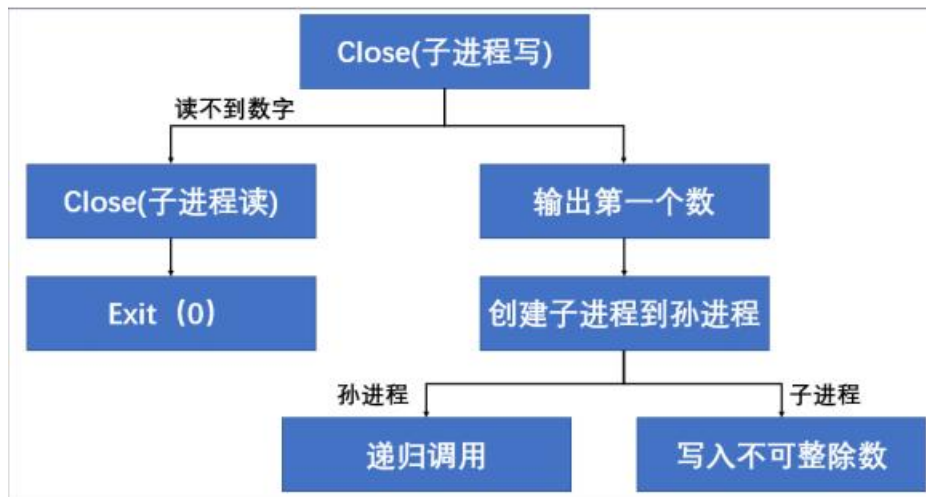 Close(子进程写)
读不到数字
Close(子进程读)
输出第一个数
Exit（0）
创建子进程到孙进程
孙进程
子进程
递归调用
写入不可整除数